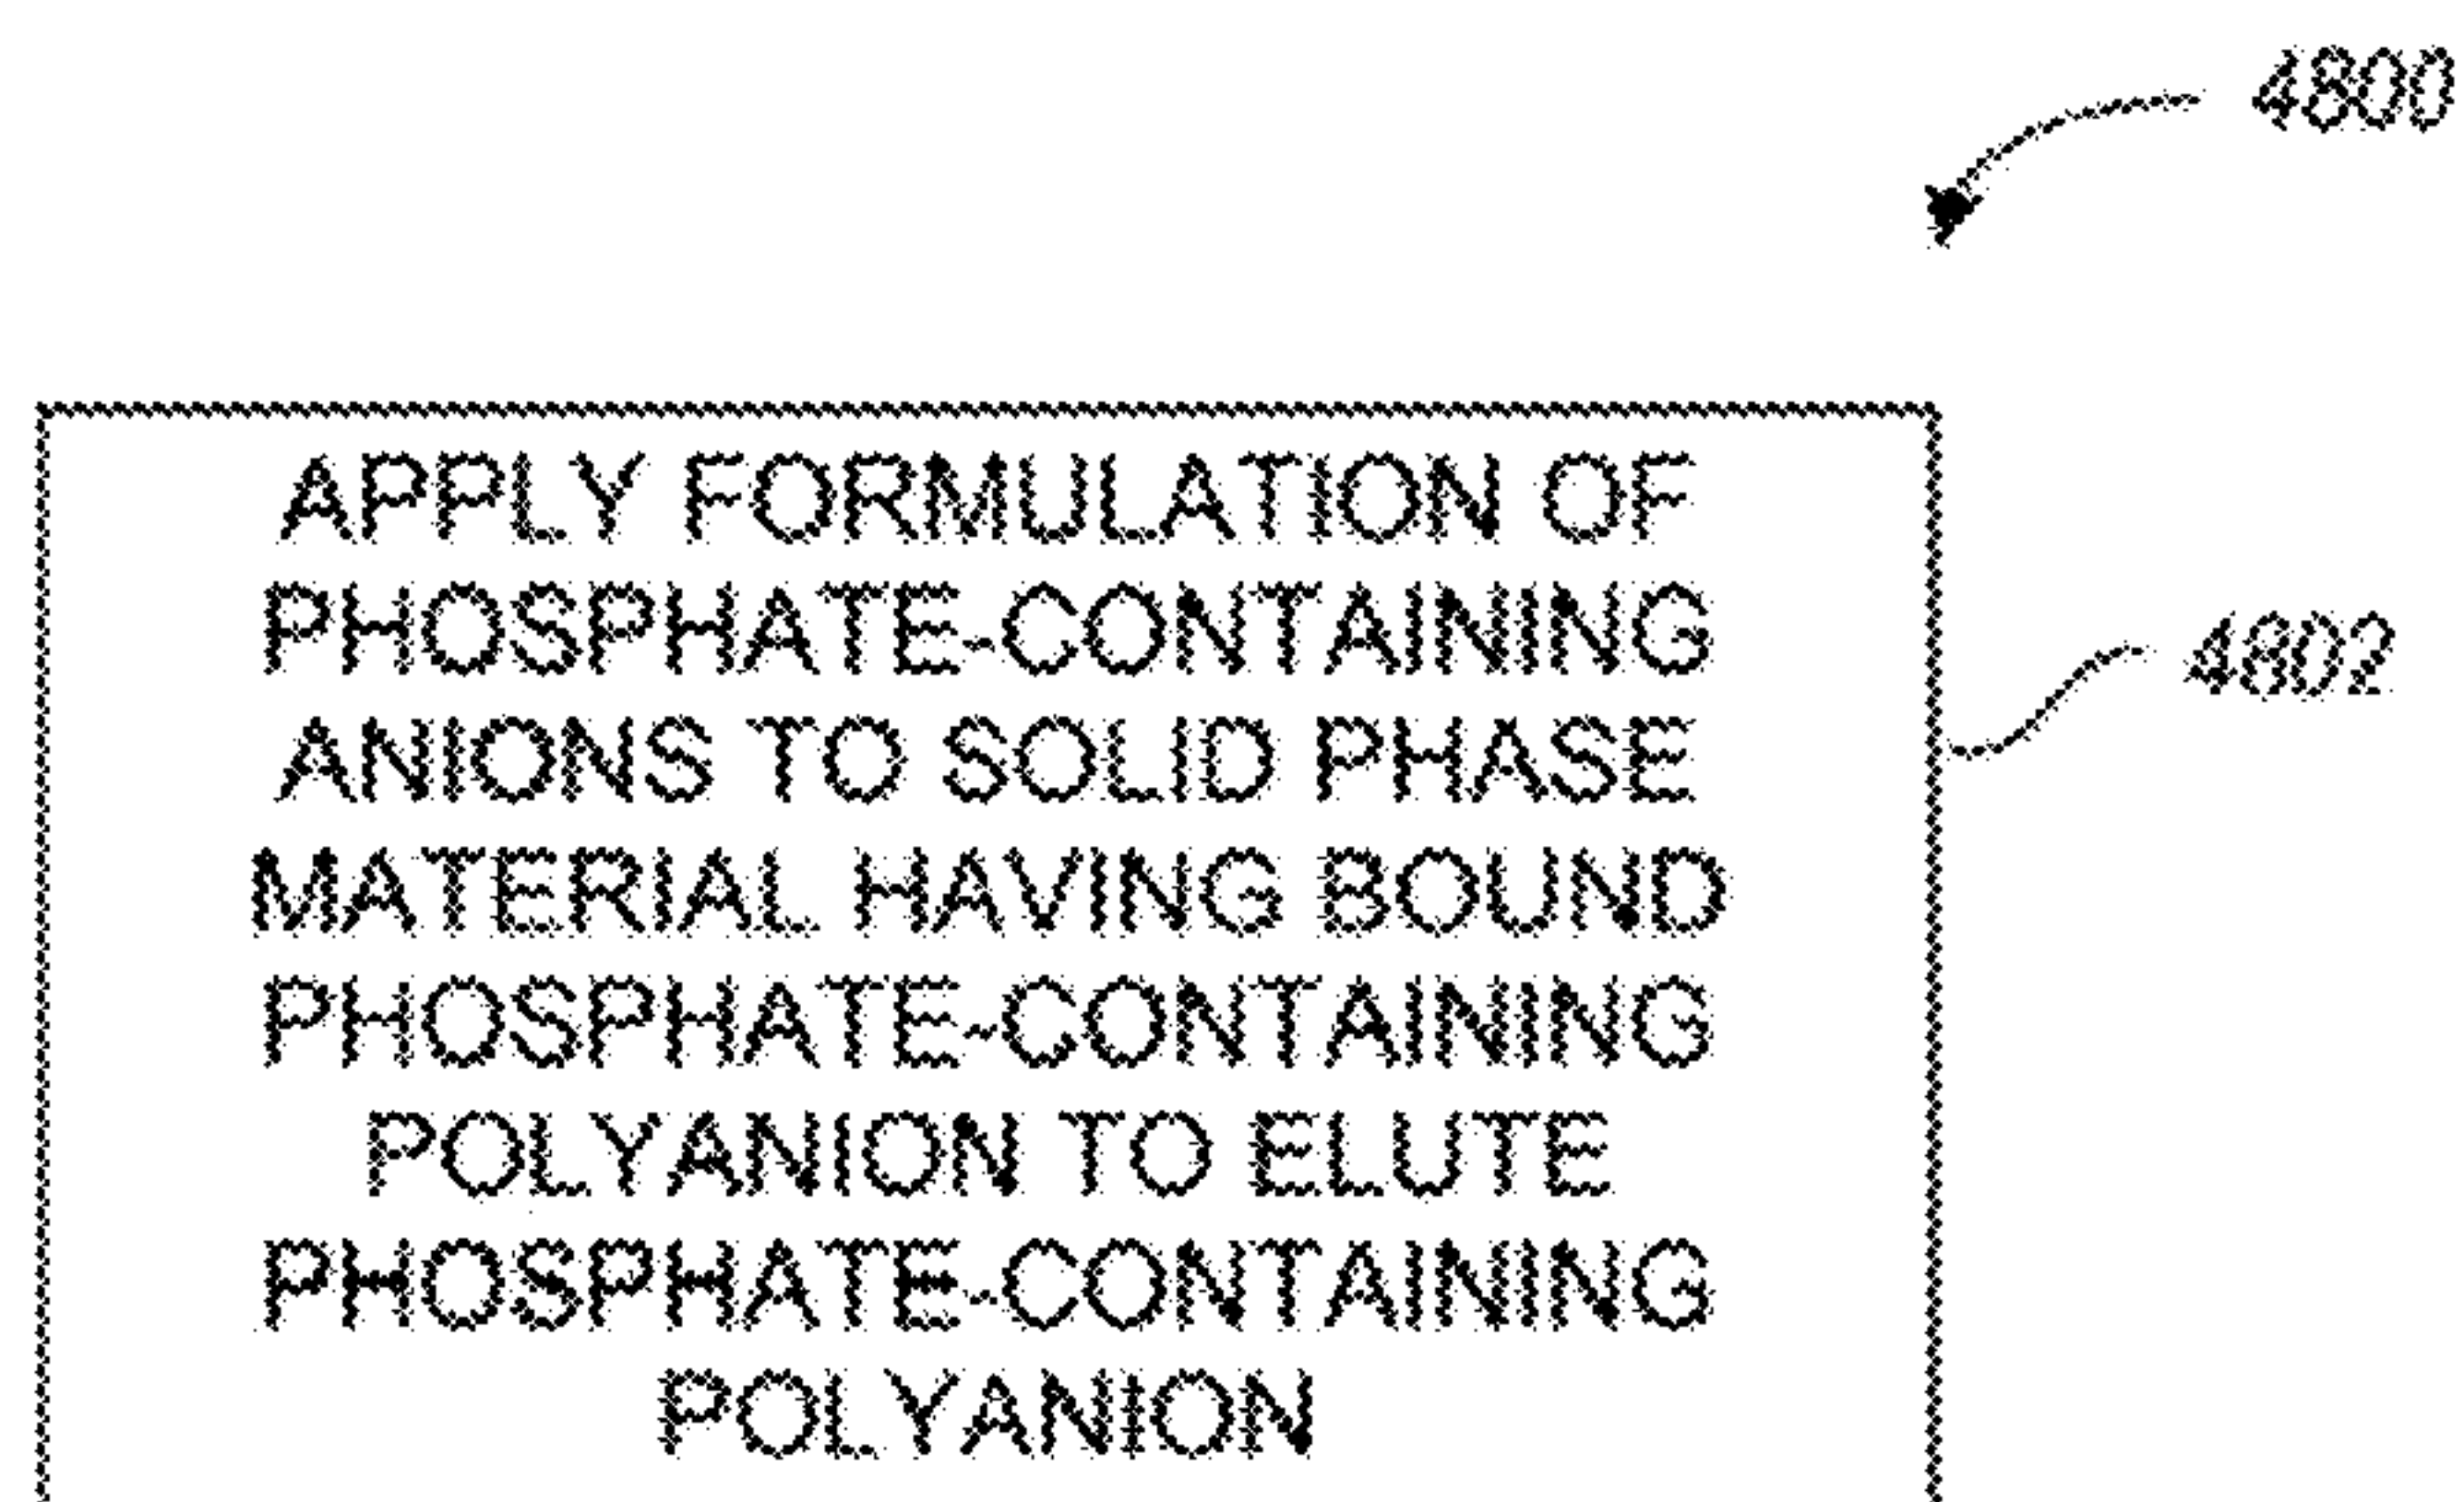 4800
APPLY FORMULATION OF
PHOSPHATE-CONTAINING
ANIONS TO SOLID PHASE
4802
MATERIAL HAVING BOUND
PHOSPHATE-CONTAINING
POLYANION TO ELUTE
PHOSPHATE-CONTAINING
POLYANION